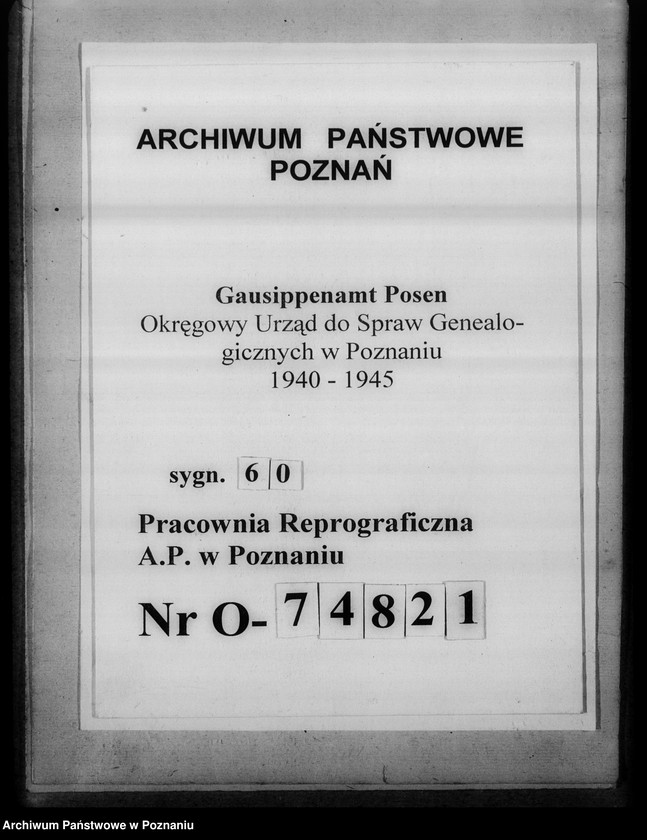 ARCHIWUM PAŃSTWOWE
POZNAŃ
Gausippenamt Posen
Okręgowy Urząd do Spraw Genealo-
gicznych w Poznaniu
1940 - 1945
sygn. 60
Pracownia Reprograficzna
A.P. w Poznaniu
Nr O-74821
Archiwum Państwowe w Poznaniu